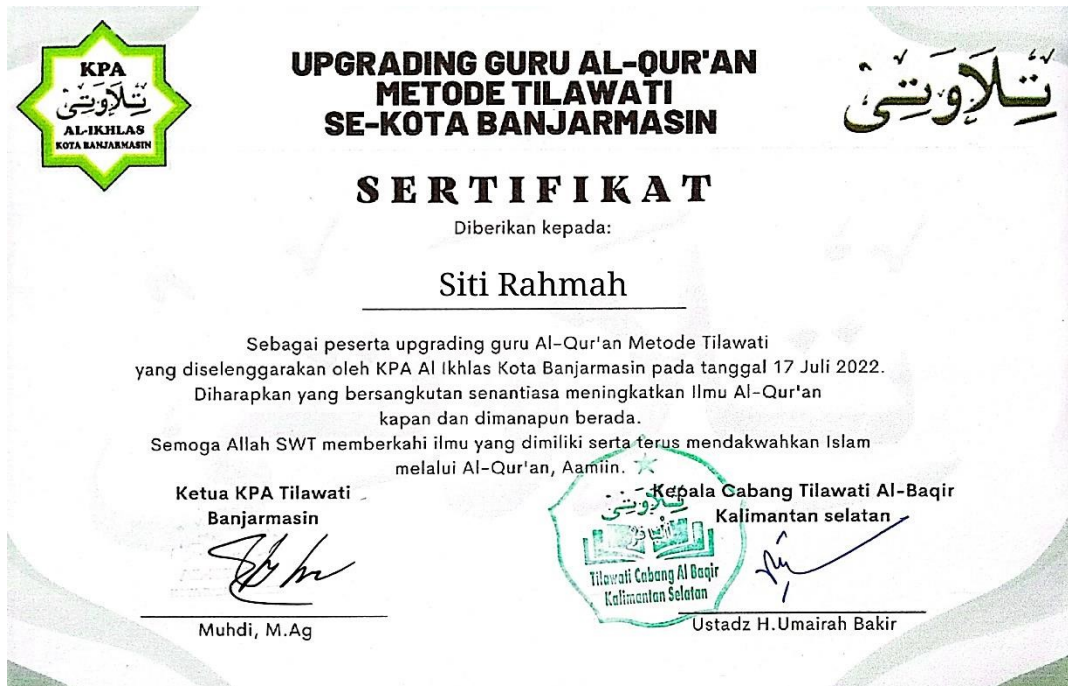 KPA
تِلَاوَتِى
AL-IKHLAS
KOTA BANJARMASIN
UPGRADING GURU AL-QUR'AN
METODE TILAWATI
SE-KOTA BANJARMASIN
تِلَاوَتِى
SERTIFIKAT
Diberikan kepada:
Siti Rahmah
Sebagai peserta upgrading guru Al-Qur'an Metode Tilawati
yang diselenggarakan oleh KPA Al Ikhlas Kota Banjarmasin pada tanggal 17 Juli 2022.
Diharapkan yang bersangkutan senantiasa meningkatkan Ilmu Al-Qur'an
kapan dan dimanapun berada.
Semoga Allah SWT memberkahi ilmu yang dimiliki serta terus mendakwahkan Islam
melalui Al-Qur'an, Aamiin.
Ketua KPA Tilawati
Banjarmasin
Muhdi, M.Ag
Kepala Cabang Tilawati Al-Baqir
Kalimantan selatan
تِلَاوَتِى
Tilawati Cabang Al Baqir
Kalimantan Selatan
Ustadz H.Umairah Bakir